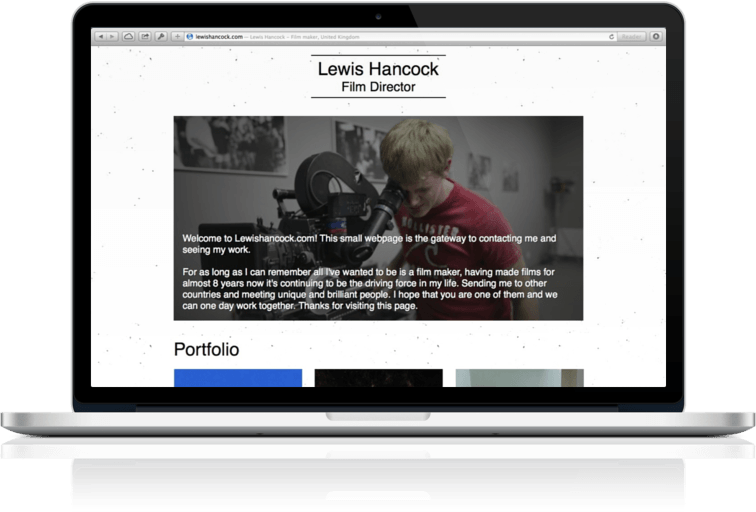 lewishancock.com — Lewis Hancock – Film maker, United Kingdom
Reader
Lewis Hancock
Film Director
Welcome to Lewishancock.com! This small webpage is the gateway to contacting me and
seeing my work.
For as long as I can remember all I've wanted to be is a film maker, having made films for
almost 8 years now it's continuing to be the driving force in my life. Sending me to other
countries and meeting unique and brilliant people. I hope that you are one of them and we
can one day work together. Thanks for visiting this page.
Portfolio